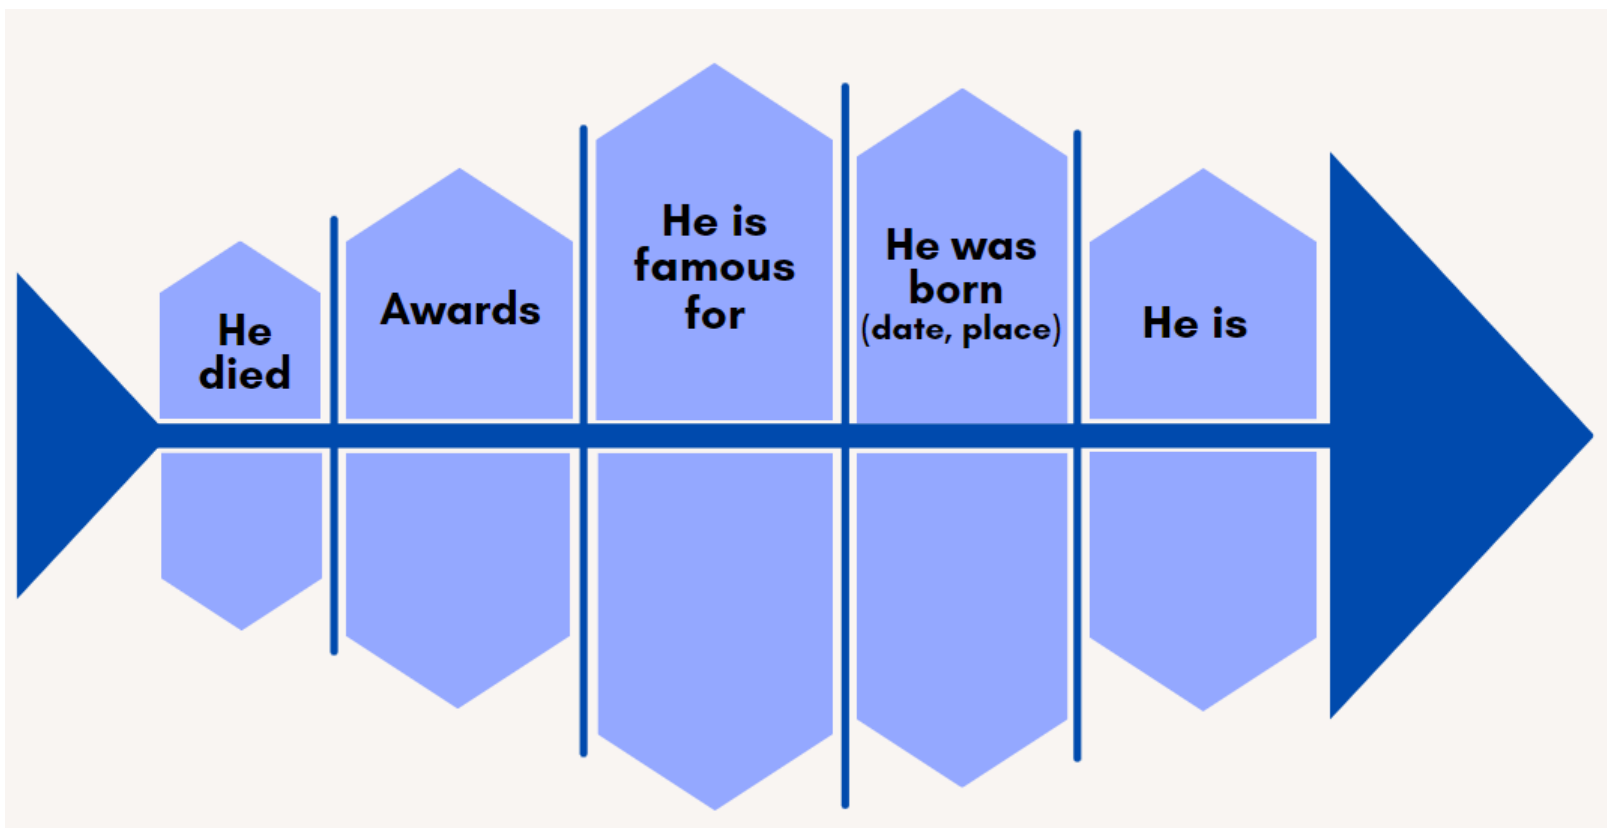 He
died
Awards
He is
famous
for
He was
born
(date, place)
He is